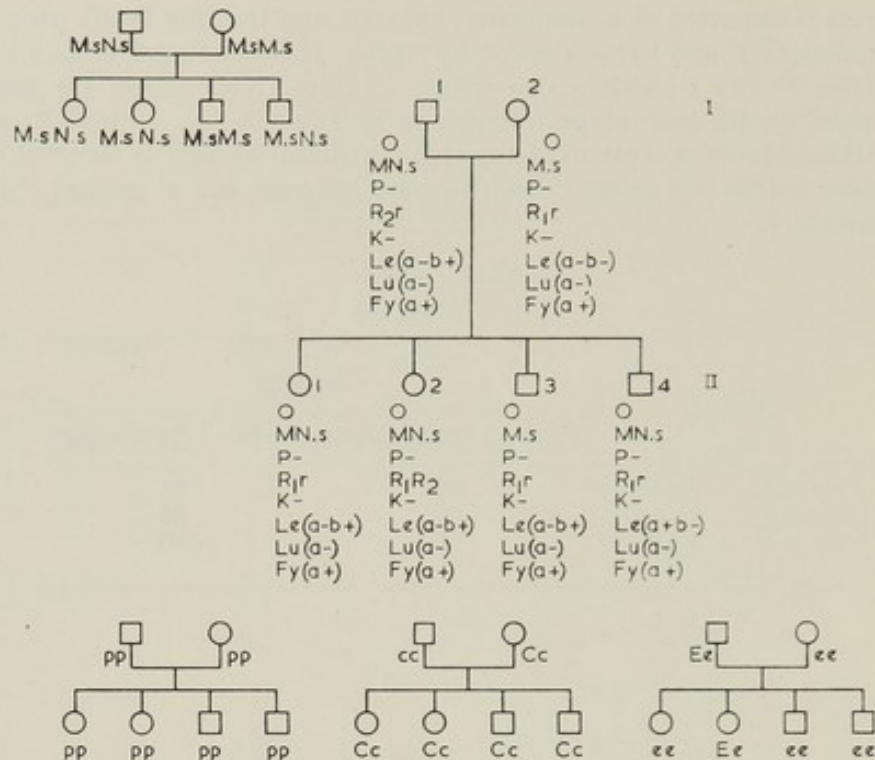 M.sN.s M.sM.s
M.sN.s M.sN.s M.sM.s M.sN.s
1 2 I
O O
MN.s M.s
P- P-
R₂r R₁r
K- K-
Le(a-b+) Le(a-b-)
Lu(a-) Lu(a-)
Fy(a+) Fy(a+)
1 2 3 4 II
O O O O
MN.s MN.s M.s MN.s
P- P- P- P-
R₁r R₁R₂ R₁r R₁r
K- K- K- K-
Le(a-b+) Le(a-b+) Le(a-b+) Le(a+b-)
Lu(a-) Lu(a-) Lu(a-) Lu(a-)
Fy(a+) Fy(a+) Fy(a+) Fy(a+)
pp pp cc Cc Ee ee
pp pp pp pp Cc Cc Cc Cc ee Ee ee ee